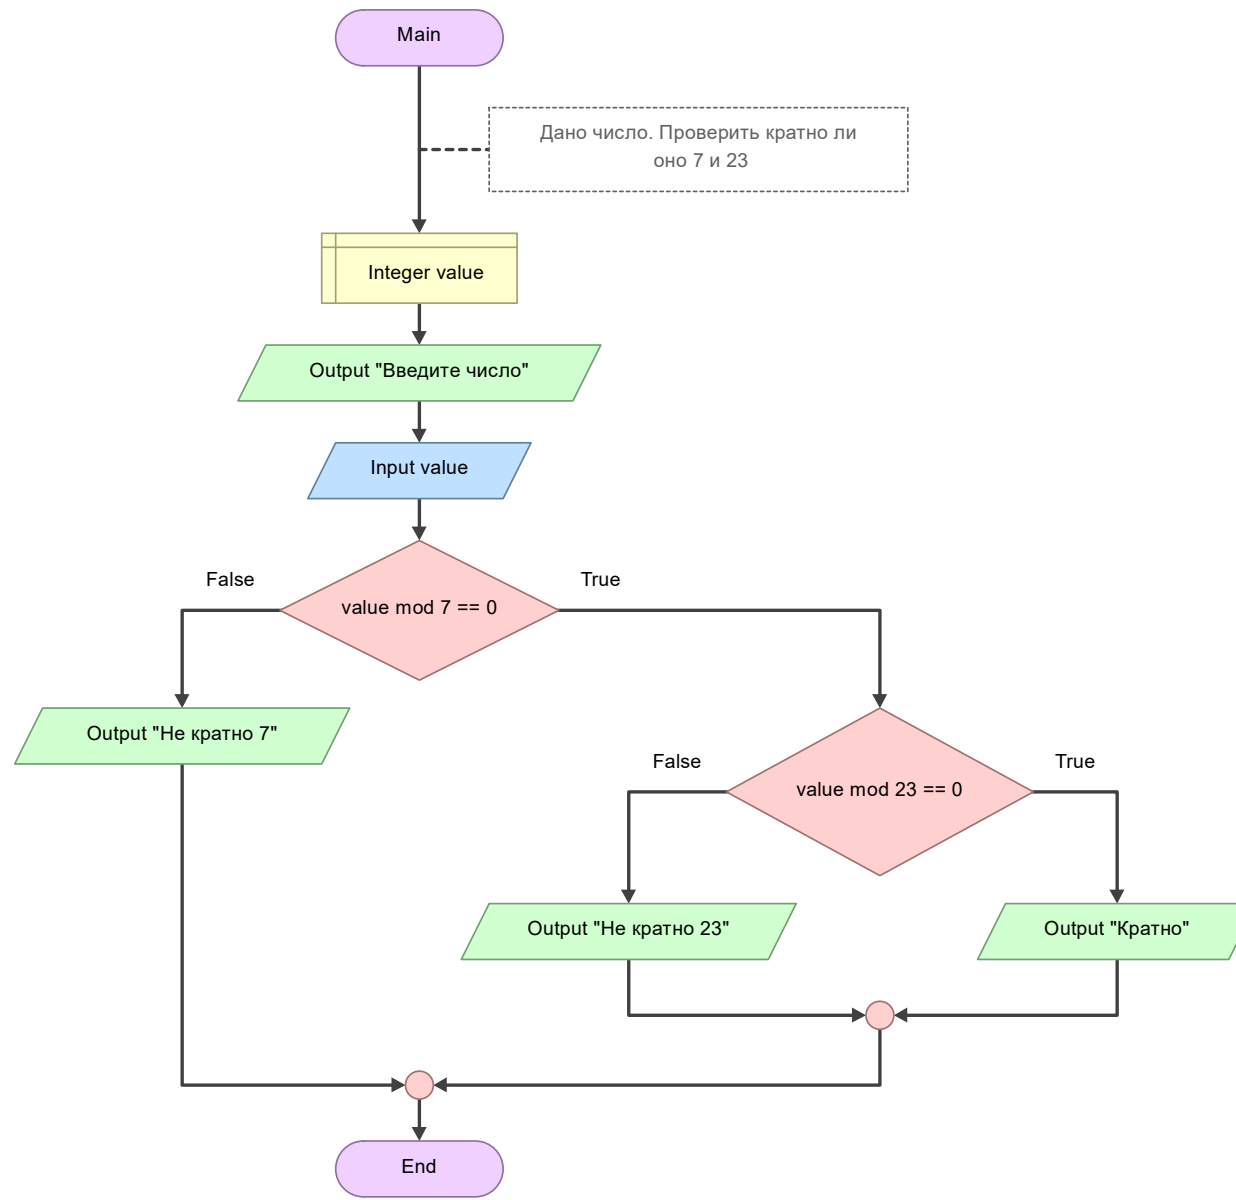 Main
Дано число. Проверить кратно ли
оно 7 и 23
Integer value
Output "Введите число"
Input value
False
True
value mod 7 == 0
Output "Не кратно 7"
False
True
value mod 23 == 0
Output "Не кратно 23"
Output "Кратно"
End